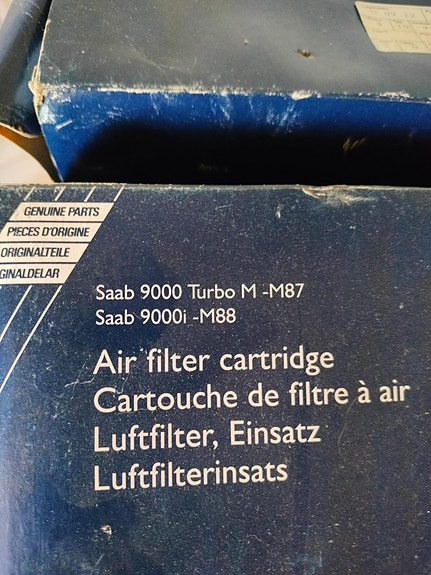 GENUINE PARTS
PIECES D'ORIGINE
ORIGINALTEILE
GINALDELAR
Saab 9000 Turbo M -M87
Saab 9000i -M88
Air filter cartridge
Cartouche de filtre à air
Luftfilter, Einsatz
Luftfilterinsats